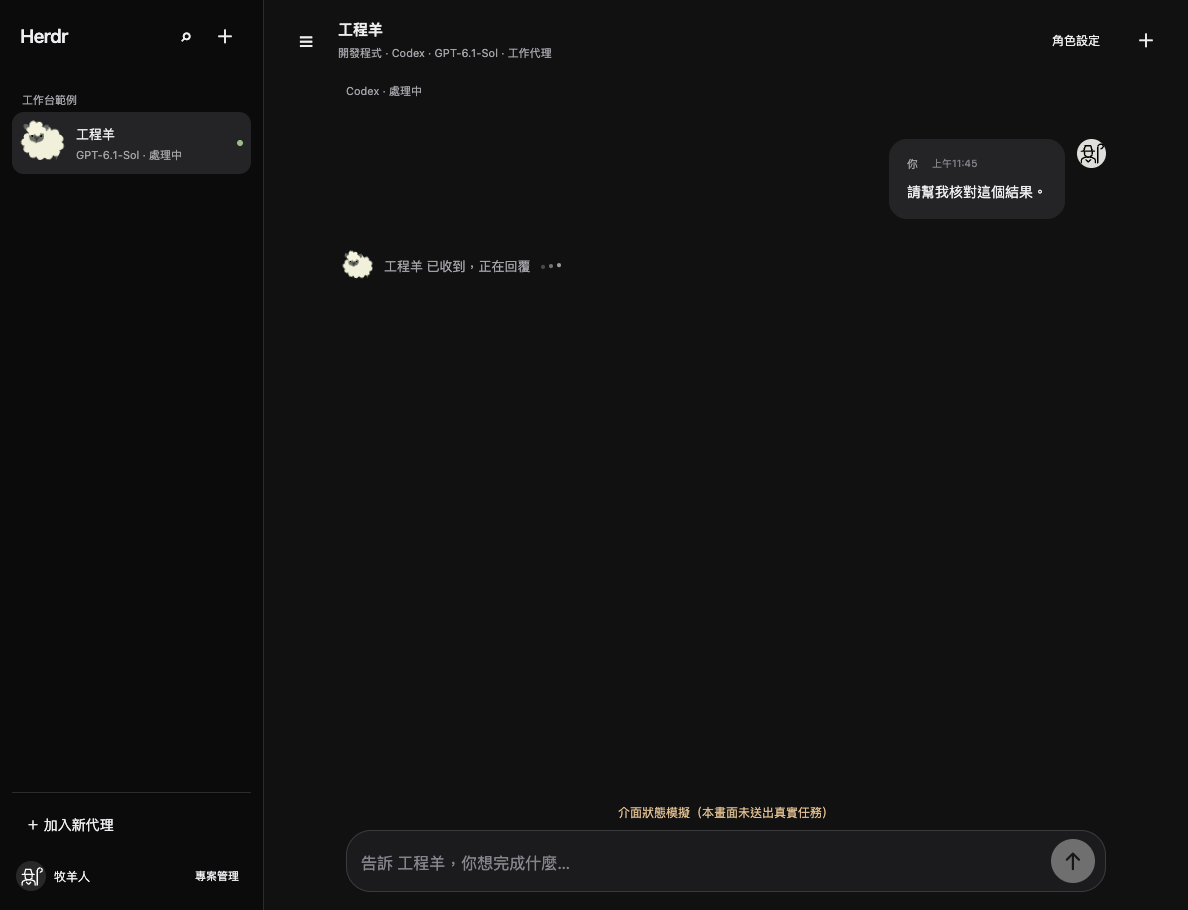 Herdr
工作台範例
工程羊
GPT-6.1-Sol · 處理中
+ 加入新代理
牧羊人
專案管理
工程羊
開發程式 · Codex · GPT-6.1-Sol · 工作代理
角色設定
Codex · 處理中
你 上午11:45
請幫我核對這個結果。
工程羊 已收到，正在回覆
介面狀態模擬（本畫面未送出真實任務）
告訴 工程羊，你想完成什麼...